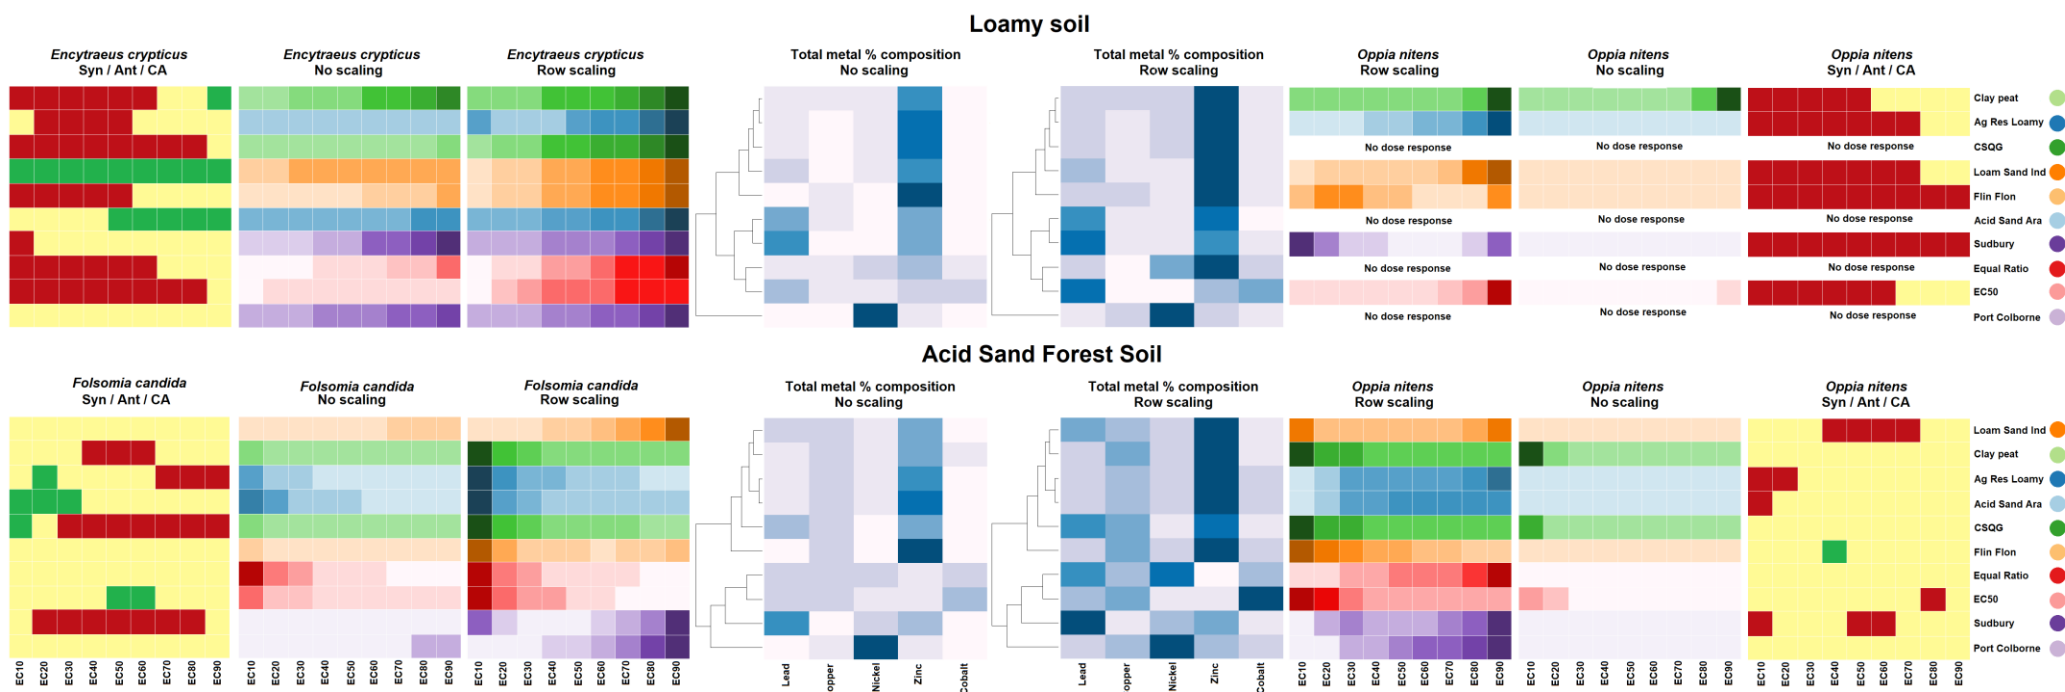 Loamy soil
Encytraeus crypticus
Syn / Ant / CA
Encytraeus crypticus
No scaling
Encytraeus crypticus
Row scaling
Total metal % composition
No scaling
Total metal % composition
Row scaling
Oppia nitens
Row scaling
Oppia nitens
No scaling
Oppia nitens
Syn / Ant / CA
Clay peat
Ag Res Loamy
No dose response No dose response No dose response CSQG
Loam Sand Ind
Flin Flon
No dose response No dose response No dose response Acid Sand Ara
Sudbury
No dose response No dose response No dose response Equal Ratio
EC50
No dose response No dose response No dose response Port Colborne
Acid Sand Forest Soil
Folsomia candida
Syn / Ant / CA
Folsomia candida
No scaling
Folsomia candida
Row scaling
Total metal % composition
No scaling
Total metal % composition
Row scaling
Oppia nitens
Row scaling
Oppia nitens
No scaling
Oppia nitens
Syn / Ant / CA
Loam Sand Ind
Clay peat
Ag Res Loamy
Acid Sand Ara
CSQG
Flin Flon
Equal Ratio
EC50
Sudbury
Port Colborne
EC10 EC20 EC30 EC40 EC50 EC60 EC70 EC80 EC90
EC10 EC20 EC30 EC40 EC50 EC60 EC70 EC80 EC90
EC10 EC20 EC30 EC40 EC50 EC60 EC70 EC80 EC90
Lead opper Nickel Zinc Cobalt
Lead opper Nickel Zinc Cobalt
EC10 EC20 EC30 EC40 EC50 EC60 EC70 EC80 EC90
EC10 EC20 EC30 EC40 EC50 EC60 EC70 EC80 EC90
EC10 EC20 EC30 EC40 EC50 EC60 EC70 EC80 EC90